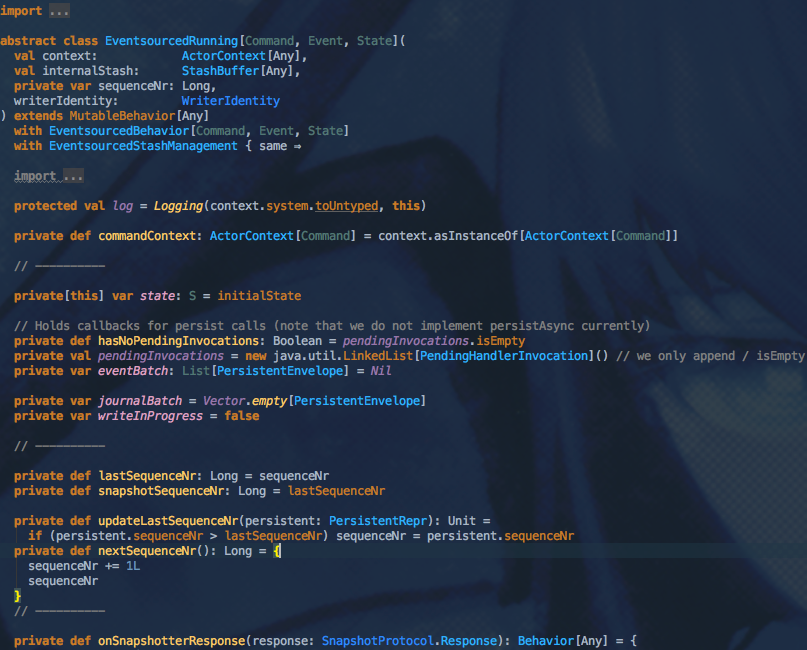 import ...
abstract class EventsourcedRunning[Command, Event, State](
  val context:            ActorContext[Any],
  val internalStash:      StashBuffer[Any],
  private var sequenceNr: Long,
  writerIdentity:         WriterIdentity
) extends MutableBehavior[Any]
  with EventsourcedBehavior[Command, Event, State]
  with EventsourcedStashManagement { same ⇒
  import ...
  protected val log = Logging(context.system.toUntyped, this)
  private def commandContext: ActorContext[Command] = context.asInstanceOf[ActorContext[Command]]
  // ----------
  private[this] var state: S = initialState
  // Holds callbacks for persist calls (note that we do not implement persistAsync currently)
  private def hasNoPendingInvocations: Boolean = pendingInvocations.isEmpty
  private val pendingInvocations = new java.util.LinkedList[PendingHandlerInvocation]() // we only append / isEmpty
  private var eventBatch: List[PersistentEnvelope] = Nil
  private var journalBatch = Vector.empty[PersistentEnvelope]
  private var writeInProgress = false
  // ----------
  private def lastSequenceNr: Long = sequenceNr
  private def snapshotSequenceNr: Long = lastSequenceNr
  private def updateLastSequenceNr(persistent: PersistentRepr): Unit =
    if (persistent.sequenceNr > lastSequenceNr) sequenceNr = persistent.sequenceNr
  private def nextSequenceNr(): Long = {
    sequenceNr += 1L
    sequenceNr
  }
  // ----------
  private def onSnapshotterResponse(response: SnapshotProtocol.Response): Behavior[Any] = {